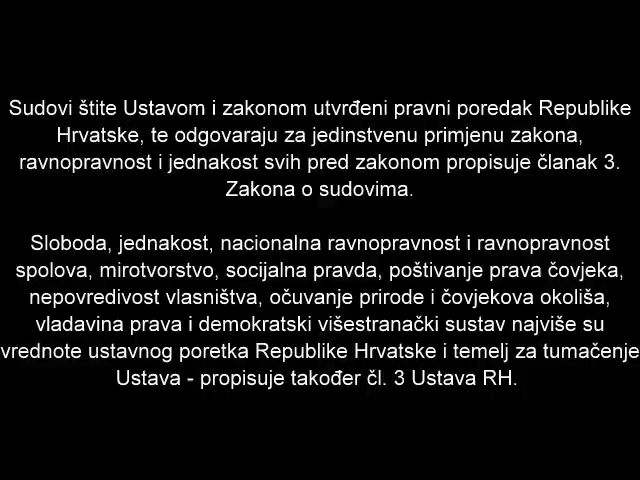 Sudovi štite Ustavom i zakonom utvrđeni pravni poredak Republike
Hrvatske, te odgovaraju za jedinstvenu primjenu zakona,
ravnopravnost i jednakost svih pred zakonom propisuje članak 3.
Zakona o sudovima.
Sloboda, jednakost, nacionalna ravnopravnost i ravnopravnost
spolova, mirotvorstvo, socijalna pravda, poštivanje prava čovjeka,
nepovredivost vlasništva, očuvanje prirode i čovjekova okoliša,
vladavina prava i demokratski višestranački sustav najviše su
vrednote ustavnog poretka Republike Hrvatske i temelj za tumačenje
Ustava - propisuje također čl. 3 Ustava RH.